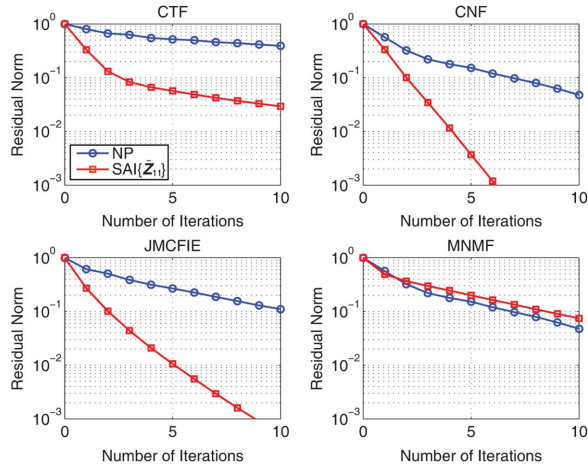 CTF
CNF
Residual Norm
10^0
10^-1
10^-2
10^-3
NP
SAI{Z̃₁₁}
0
5
10
Number of Iterations
Residual Norm
10^0
10^-1
10^-2
10^-3
0
5
10
Number of Iterations
JMCFIE
MNMF
Residual Norm
10^0
10^-1
10^-2
10^-3
0
5
10
Number of Iterations
Residual Norm
10^0
10^-1
10^-2
10^-3
0
5
10
Number of Iterations